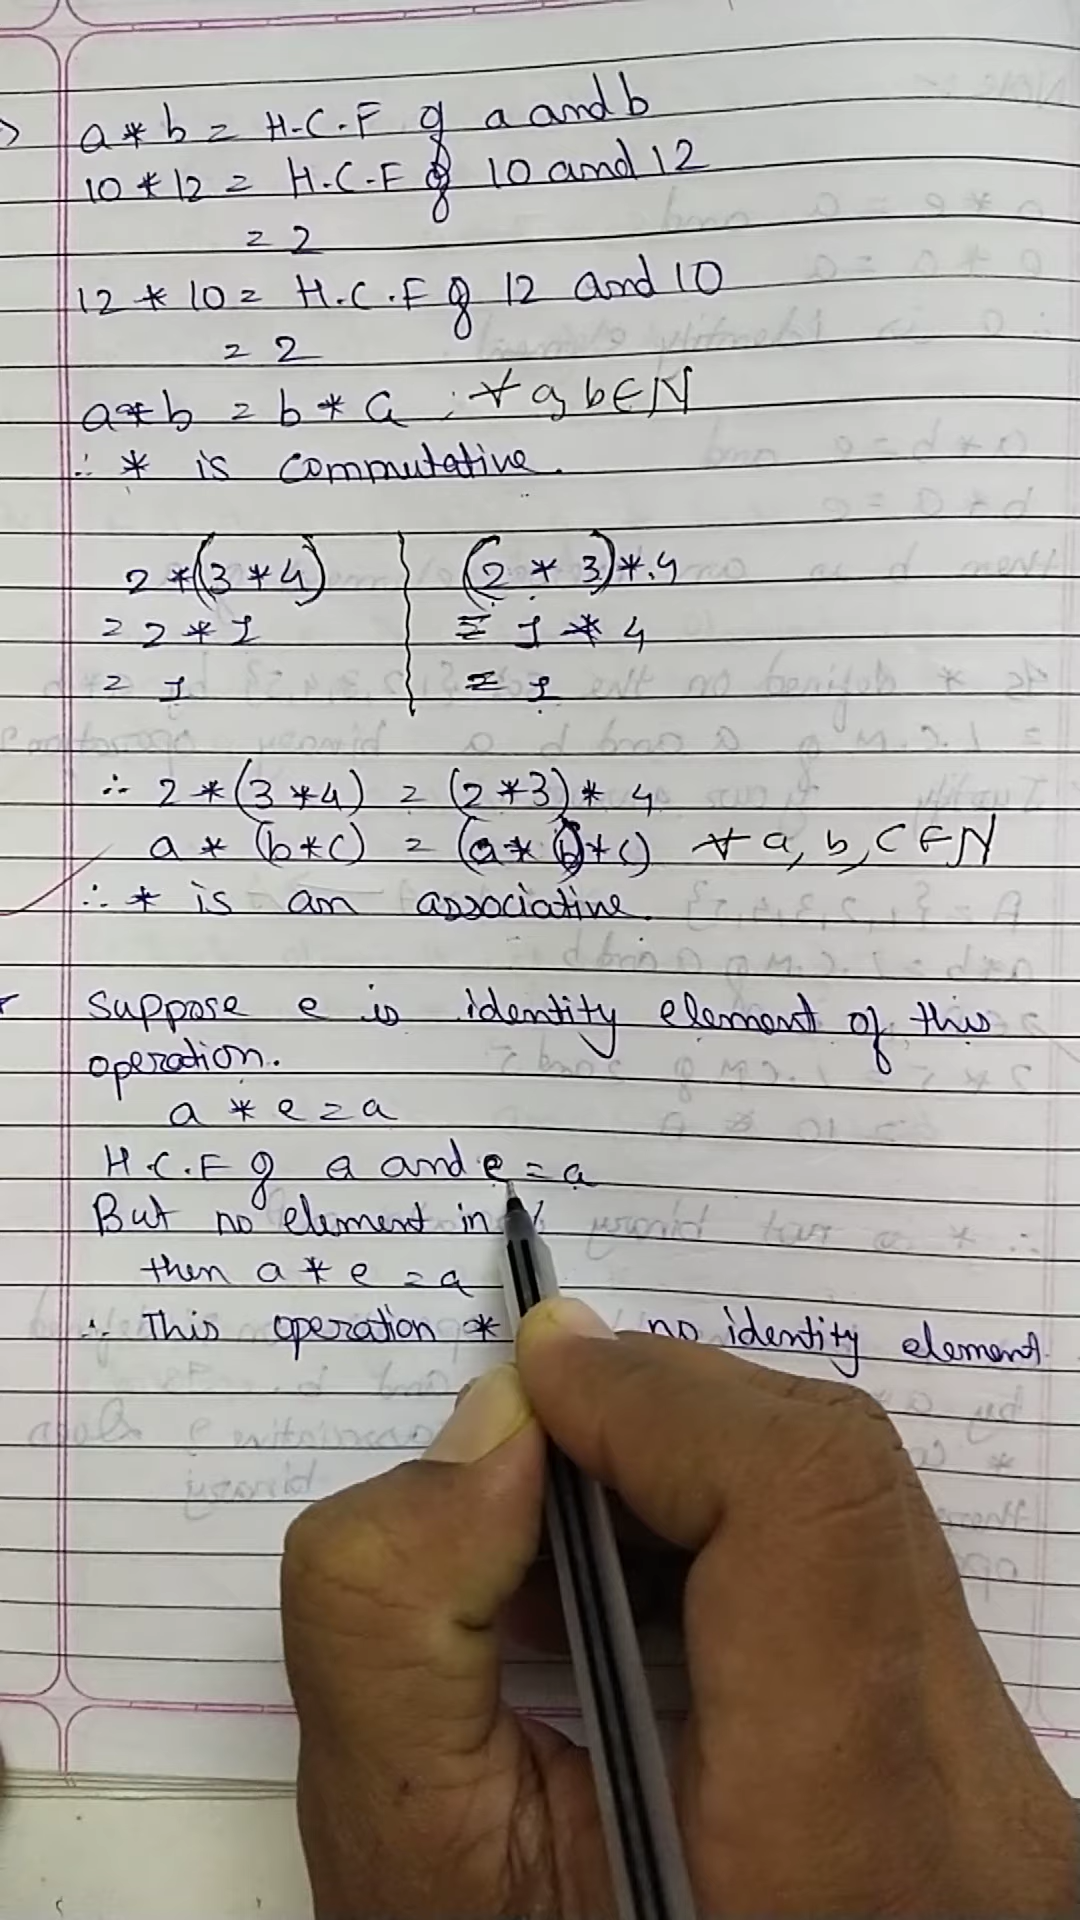 a * b = H.C.F of a and b
10 * 12 = H.C.F of 10 and 12
= 2
12 * 10 = H.C.F of 12 and 10
= 2
a * b = b * a ; ∀ a, b ∈ N
∴ * is commutative.
2 * (3 * 4)
= 2 * 1
= 1
(2 * 3) * 4
= 1 * 4
= 1
∴ 2 * (3 * 4) = (2 * 3) * 4
a * (b * c) = (a * b) * c) ∀ a, b, c ∈ N
∴ * is an associative.
Suppose e is identity element of this
operation.
a * e = a
H.C.F of a and e = a
But no element in
then a * e = a
∴ This operation * no identity element